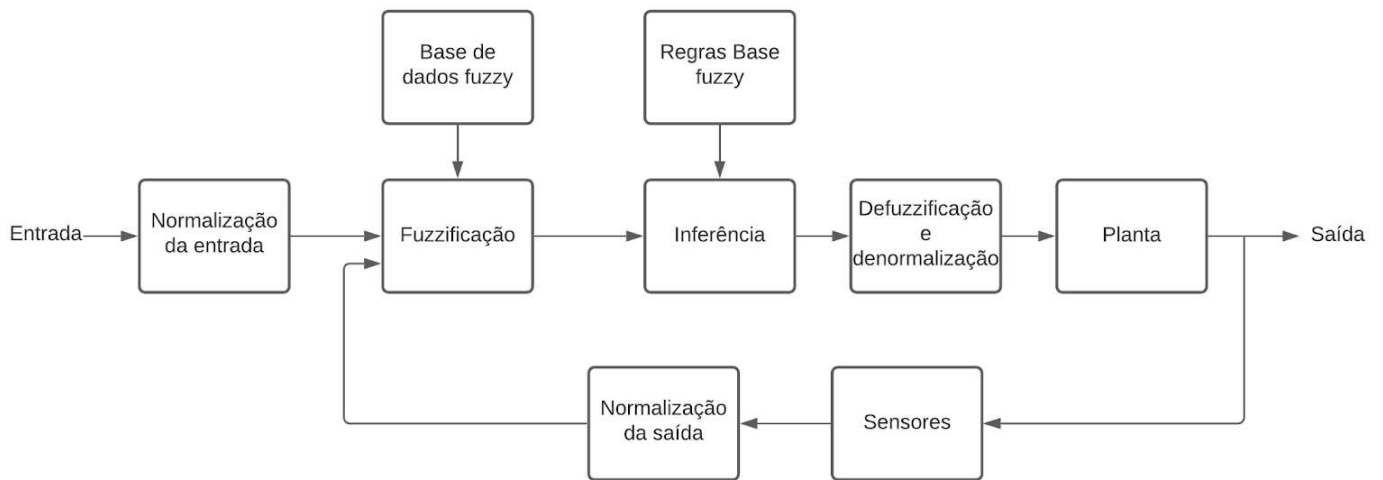 Base de
dados fuzzy
Regras Base
fuzzy
Entrada
Normalização
da entrada
Fuzzificação
Inferência
Defuzzificação
e
denormalização
Planta
Saída
Normalização
da saída
Sensores